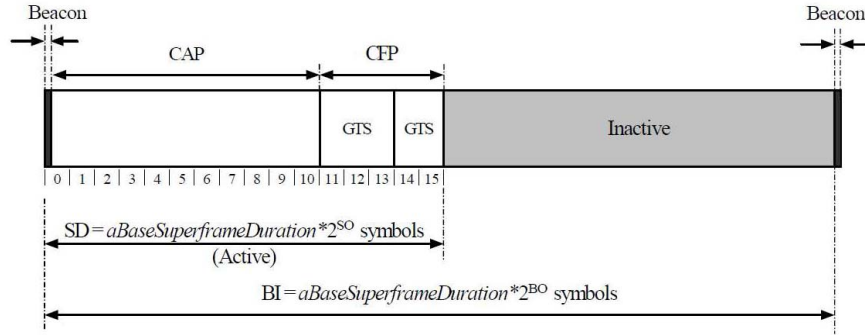 Beacon Beacon
CAP CFP
GTS GTS Inactive
0 1 2 3 4 5 6 7 8 9 10 11 12 13 14 15
SD = aBaseSuperframeDuration*2^SO symbols
(Active)
BI = aBaseSuperframeDuration*2^BO symbols